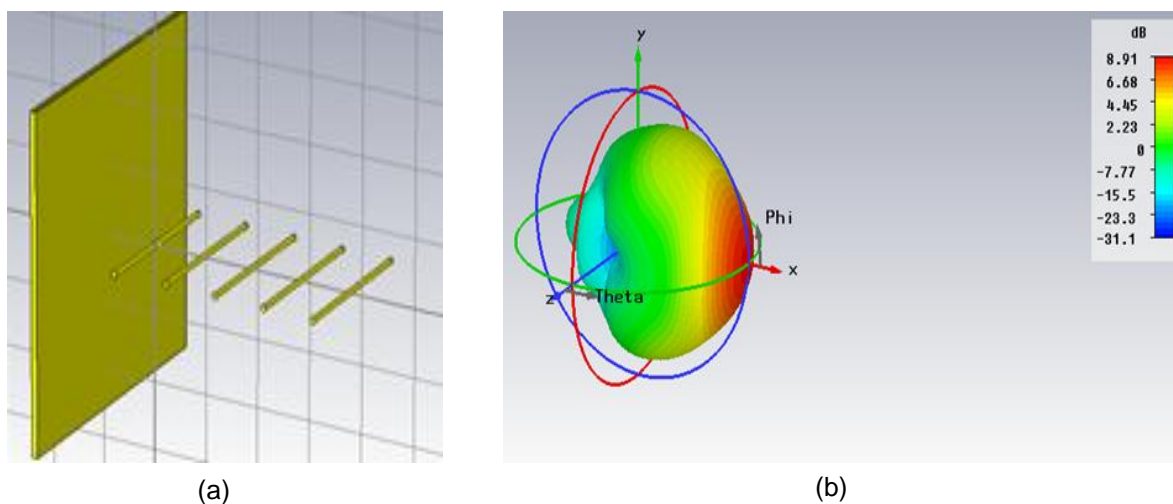 y
Phi
x
z
Theta
dB
8.91
6.68
4.45
2.23
0
-7.77
-15.5
-23.3
-31.1
(a)
(b)